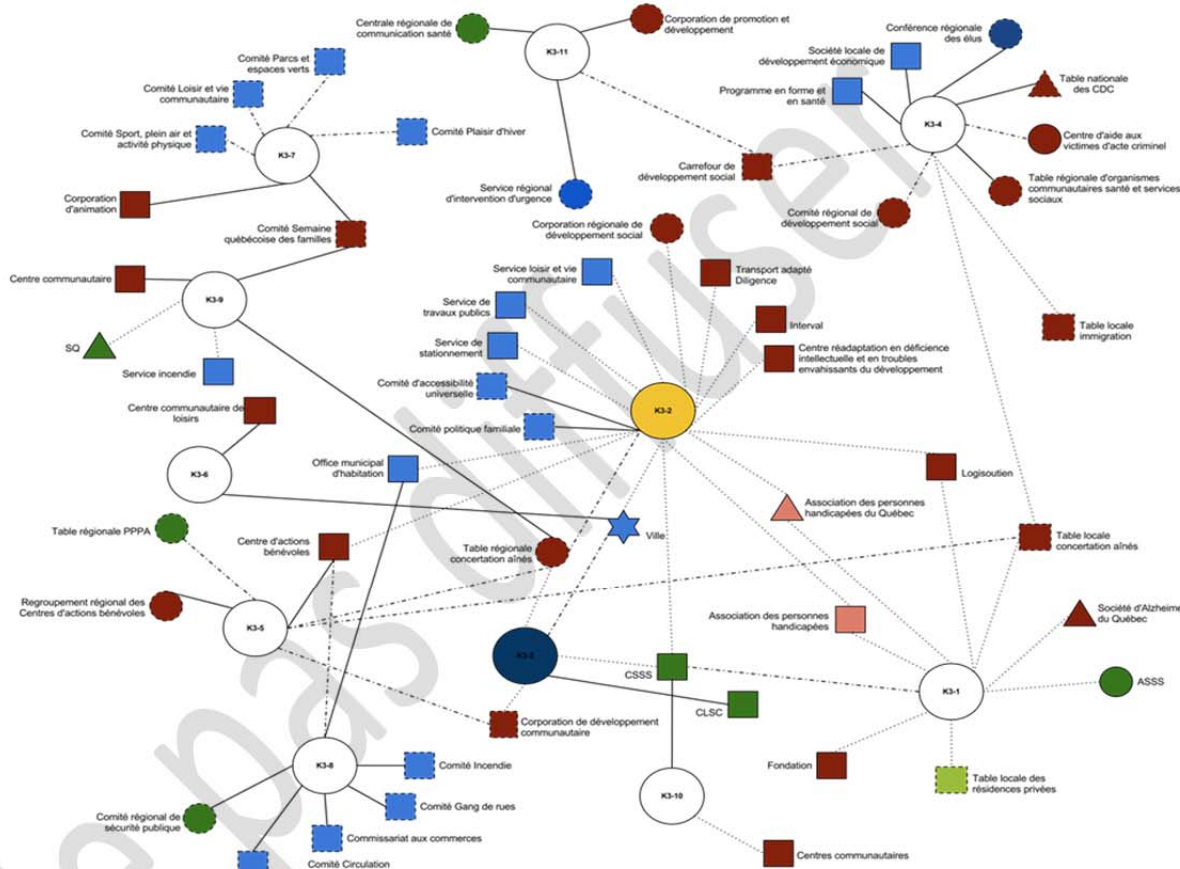 Centrale régionale de
communication santé
Corporation de promotion et
développement
K3-11
Conférence régionale
des élus
Société locale de
développement économique
Comité Parcs et
espaces verts
Table nationale
des CDC
Comité Loisir et vie
communautaire
Programme en forme et
en santé
K3-4
Comité Sport, plein air et
activité physique
Comité Plaisir d'hiver
Centre d'aide aux
victimes d'acte criminel
K3-7
Carrefour de
développement social
Table régionale d'organismes
communautaires santé et services
sociaux
Service régional
d'intervention d'urgence
Corporation
d'animation
Comité régional de
développement social
Corporation régionale de
développement social
Comité Semaine
québécoise des familles
Service loisir et vie
communautaire
Transport adapté
Diligence
Centre communautaire
K3-9
Service de
travaux publics
Interval
Table locale
immigration
SQ
Service de
stationnement
Centre réadaptation en déficience
intellectuelle et en troubles
envahissants du développement
Service incendie
Comité d'accessibilité
universelle
K3-2
Centre communautaire de
loisirs
Comité politique familiale
K3-6
Office municipal
d'habitation
Logisoutien
Association des personnes
handicapées du Québec
Table régionale PPPA
Ville
Table locale
concertation aînés
Centre d'actions
bénévoles
Table régionale
concertation aînés
Regroupement régional des
Centres d'actions bénévoles
Association des personnes
handicapées
Société d'Alzheime
du Québec
K3-5
CSSS
K3-1
ASSS
CLSC
Corporation de développement
communautaire
K3-8
Comité Incendie
Fondation
Table locale des
résidences privées
K3-10
Comité Gang de rues
Comité régional de
sécurité publique
Commissariat aux commerces
Centres communautaires
Comité Circulation
pas diffuser